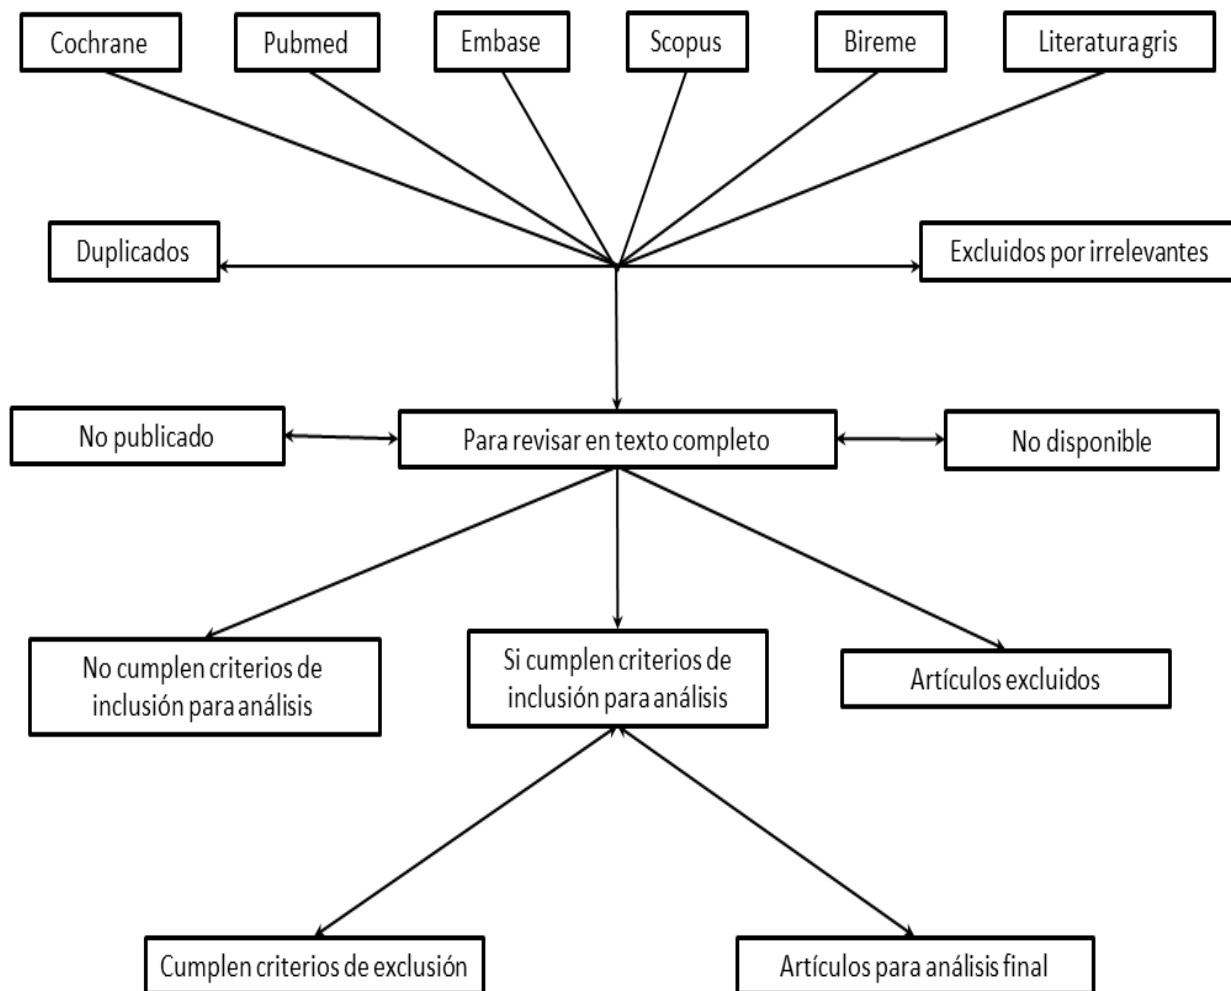 Cochrane
Pubmed
Embase
Scopus
Bireme
Literatura gris
Duplicados
Excluidos por irrelevantes
No publicado
Para revisar en texto completo
No disponible
No cumplen criterios de
inclusión para análisis
Si cumplen criterios de
inclusión para análisis
Artículos excluidos
Cumplen criterios de exclusión
Artículos para análisis final